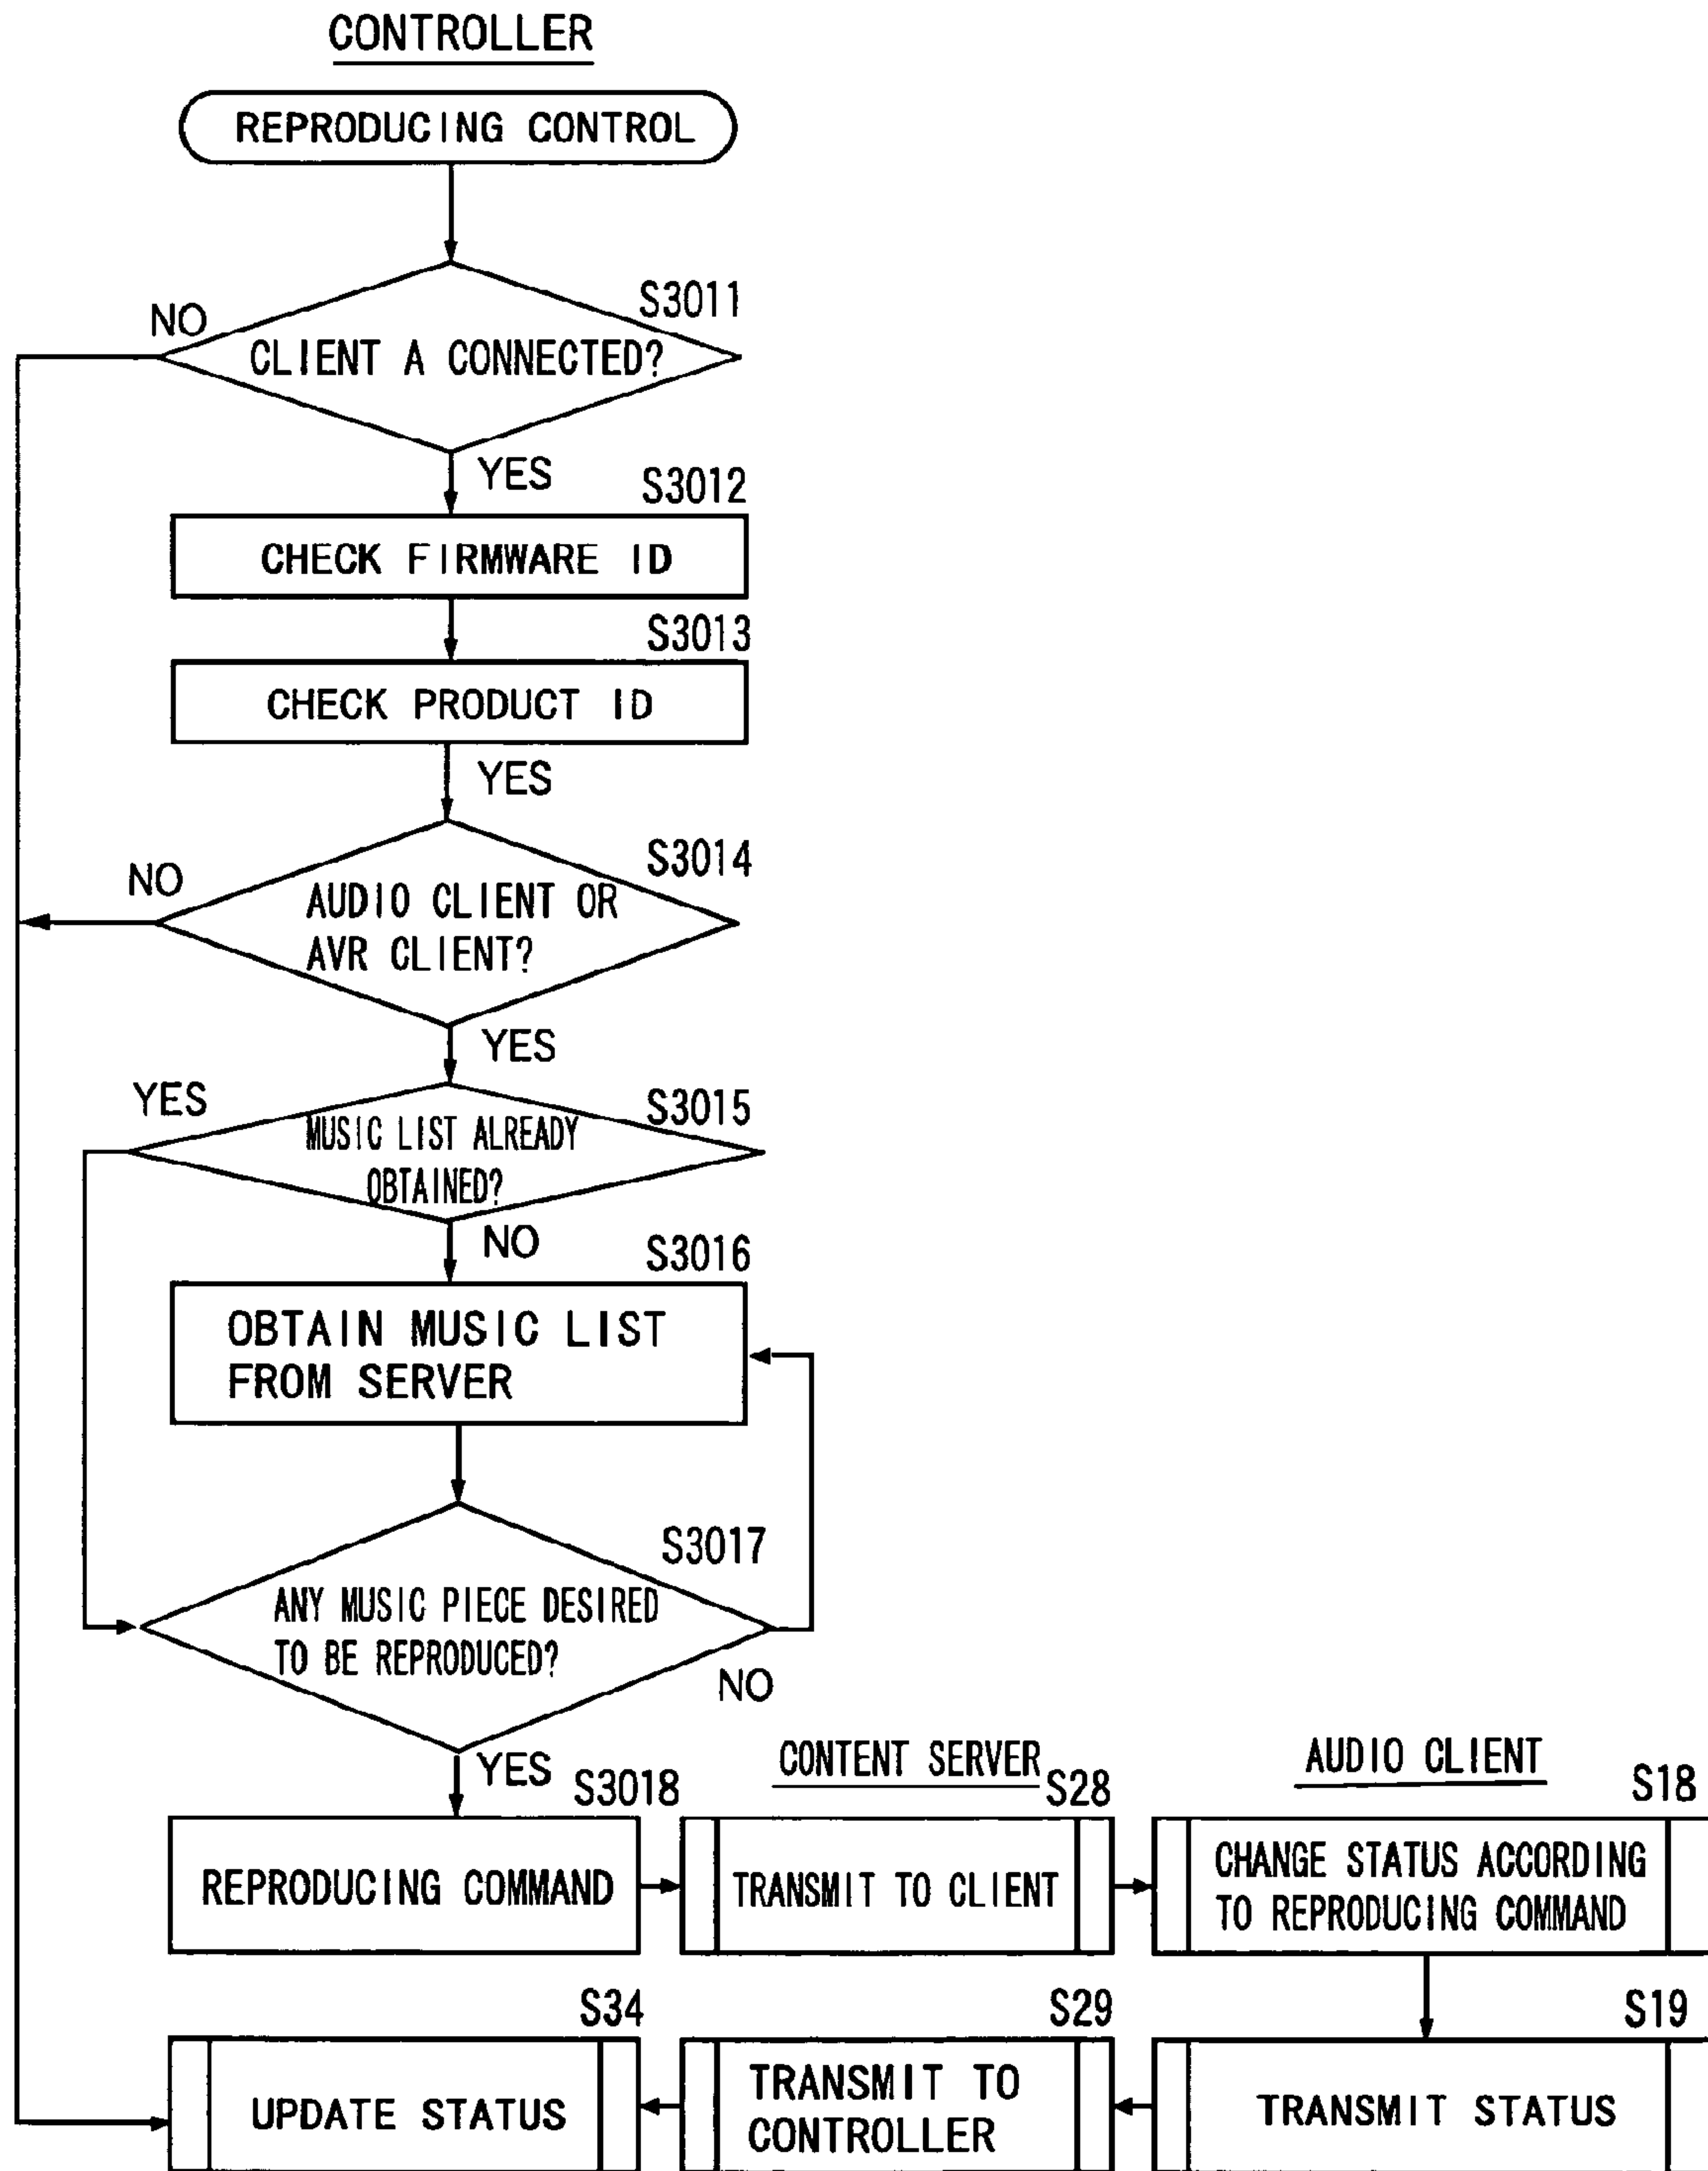 CONTROLLER
REPRODUCING CONTROL
S3011
NO
CLIENT A CONNECTED?
YES
S3012
CHECK FIRMWARE ID
S3013
CHECK PRODUCT ID
YES
S3014
NO
AUDIO CLIENT OR
AVR CLIENT?
YES
YES
S3015
MUSIC LIST ALREADY
OBTAINED?
NO
S3016
OBTAIN MUSIC LIST
FROM SERVER
S3017
ANY MUSIC PIECE DESIRED
TO BE REPRODUCED?
NO
YES
S3018
CONTENT SERVER
S28
AUDIO CLIENT
S18
REPRODUCING COMMAND
TRANSMIT TO CLIENT
CHANGE STATUS ACCORDING
TO REPRODUCING COMMAND
S34
S29
S19
UPDATE STATUS
TRANSMIT TO
CONTROLLER
TRANSMIT STATUS